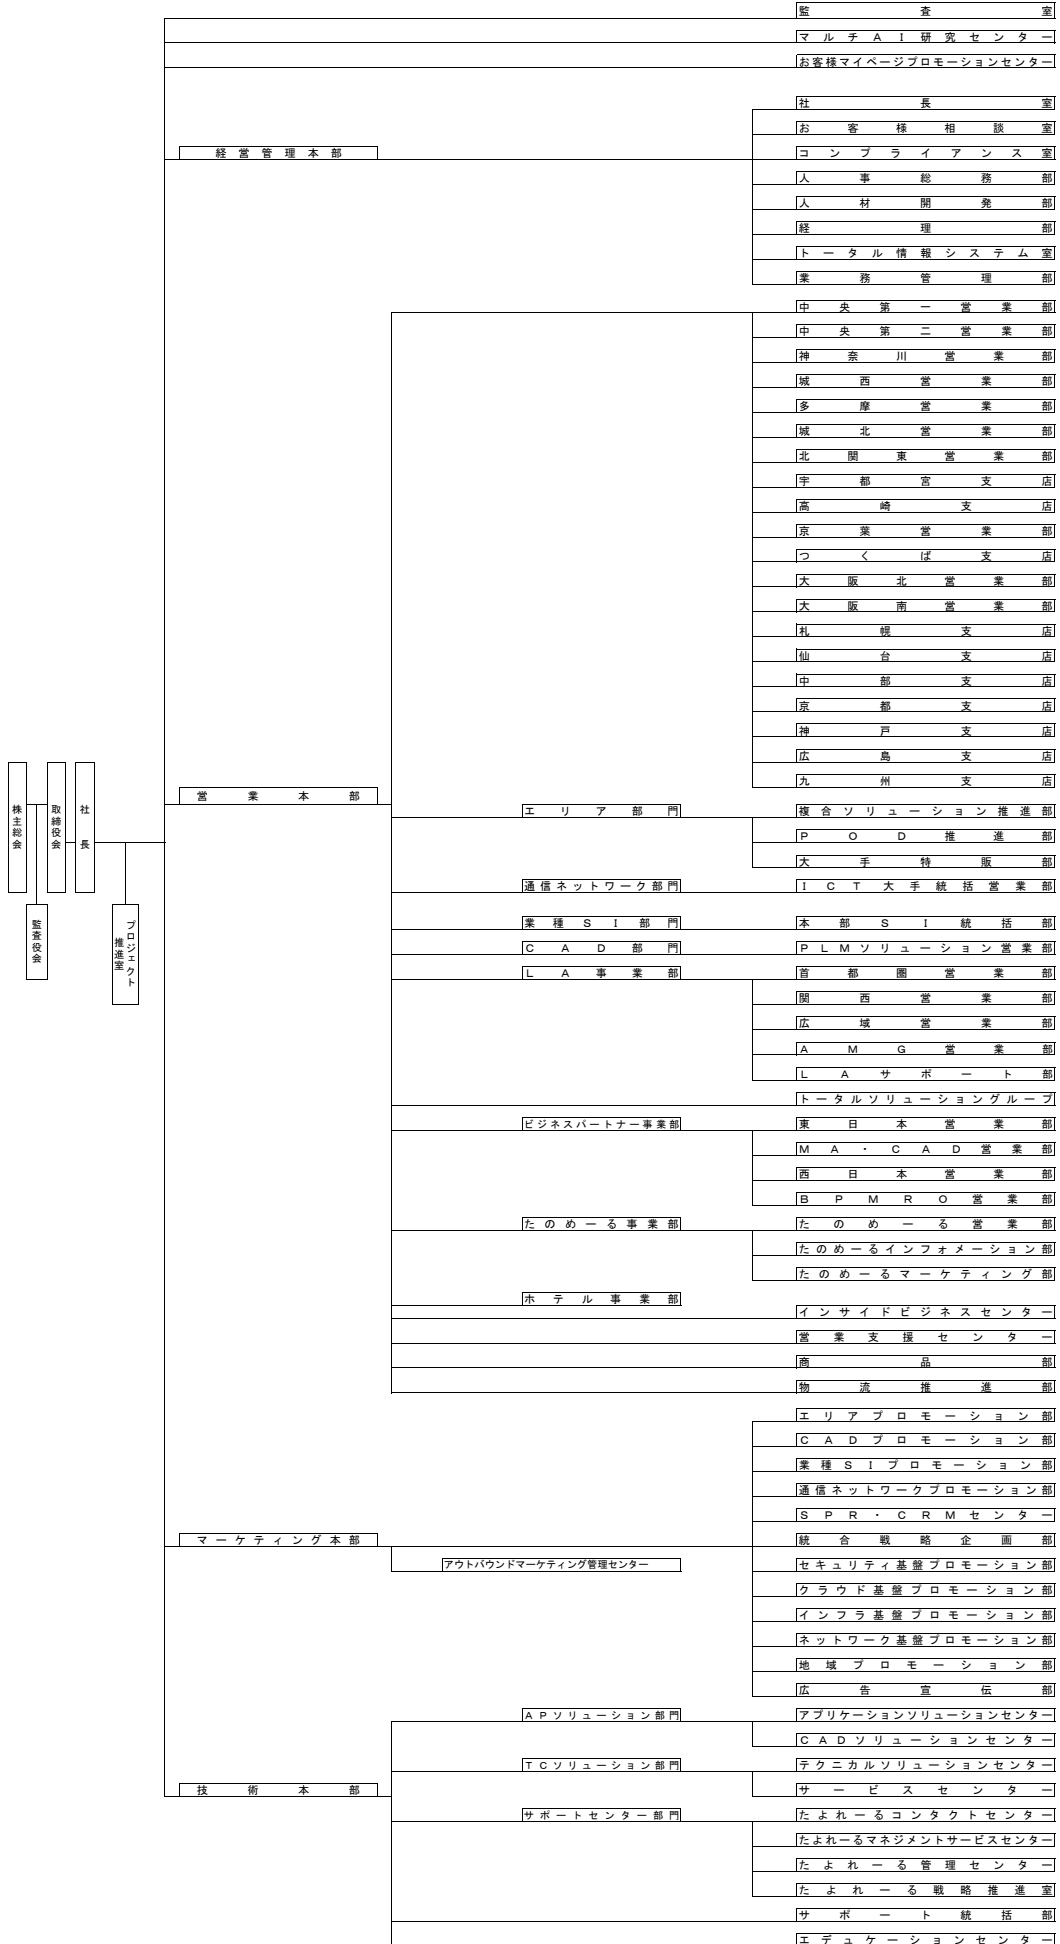 監査室
マルチAI研究センター
お客様マイページプロモーションセンター
社長室
お客様相談室
経営管理本部
コンプライアンス室
人事総務部
人材開発部
経理部
トータル情報システム室
業務管理部
中央第一営業部
中央第二営業部
神奈川営業部
城西営業部
多摩営業部
城北営業部
北関東営業部
宇都宮支店
高崎支店
京葉営業部
つくば支店
大阪北営業部
大阪南営業部
札幌支店
仙台支店
中部支店
京都支店
神戸支店
広島支店
九州支店
株主総会
取締役会
社長
監査役会
プロジェクト
推進室
営業本部
エリア部門
複合ソリューション推進部
POD推進部
大手特販部
通信ネットワーク部門
ICT大手統括営業部
業種SI部門
本部SI統括部
CAD部門
PLMソリューション営業部
LA事業部
首都圏営業部
関西営業部
広域営業部
AMG営業部
LAサポート部
トータルソリューショングループ
ビジネスパートナー事業部
東日本営業部
MA・CAD営業部
西日本営業部
BPMRO営業部
たのめーる事業部
たのめーる営業部
たのめーるインフォメーション部
たのめーるマーケティング部
ホテル事業部
インサイドビジネスセンター
営業支援センター
商品部
物流推進部
エリアプロモーション部
CADプロモーション部
業種SIプロモーション部
通信ネットワークプロモーション部
SPR・CRMセンター
マーケティング本部
統合戦略企画部
アウトバウンドマーケティング管理センター
セキュリティ基盤プロモーション部
クラウド基盤プロモーション部
インフラ基盤プロモーション部
ネットワーク基盤プロモーション部
地域プロモーション部
広告宣伝部
APソリューション部門
アプリケーションソリューションセンター
CADソリューションセンター
TCソリューション部門
テクニカルソリューションセンター
技術本部
サービスセンター
サポートセンター部門
たよれーるコンタクトセンター
たよれーるマネジメントサービスセンター
たよれーる管理センター
たよれーる戦略推進室
サポート統括部
エデュケーションセンター